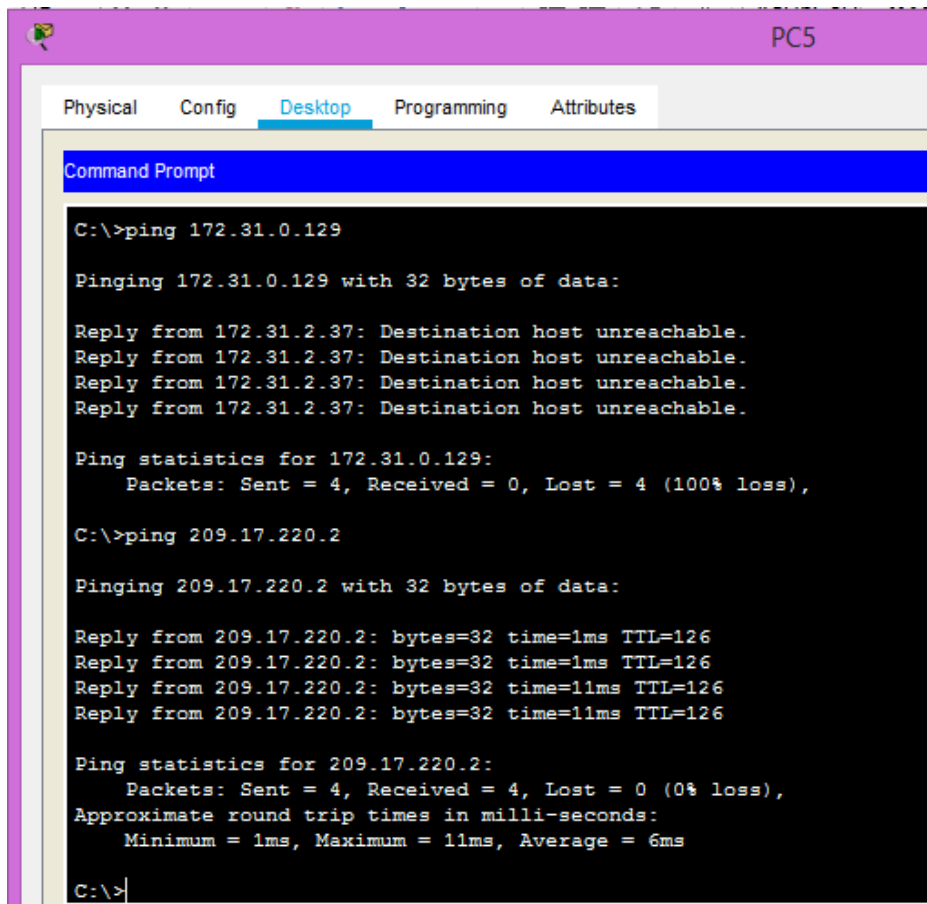 PC5
Physical Config Desktop Programming Attributes
Command Prompt
C:\>ping 172.31.0.129
Pinging 172.31.0.129 with 32 bytes of data:
Reply from 172.31.2.37: Destination host unreachable.
Reply from 172.31.2.37: Destination host unreachable.
Reply from 172.31.2.37: Destination host unreachable.
Reply from 172.31.2.37: Destination host unreachable.
Ping statistics for 172.31.0.129:
Packets: Sent = 4, Received = 0, Lost = 4 (100% loss),
C:\>ping 209.17.220.2
Pinging 209.17.220.2 with 32 bytes of data:
Reply from 209.17.220.2: bytes=32 time=1ms TTL=126
Reply from 209.17.220.2: bytes=32 time=1ms TTL=126
Reply from 209.17.220.2: bytes=32 time=11ms TTL=126
Reply from 209.17.220.2: bytes=32 time=11ms TTL=126
Ping statistics for 209.17.220.2:
Packets: Sent = 4, Received = 4, Lost = 0 (0% loss),
Approximate round trip times in milli-seconds:
Minimum = 1ms, Maximum = 11ms, Average = 6ms
C:\>